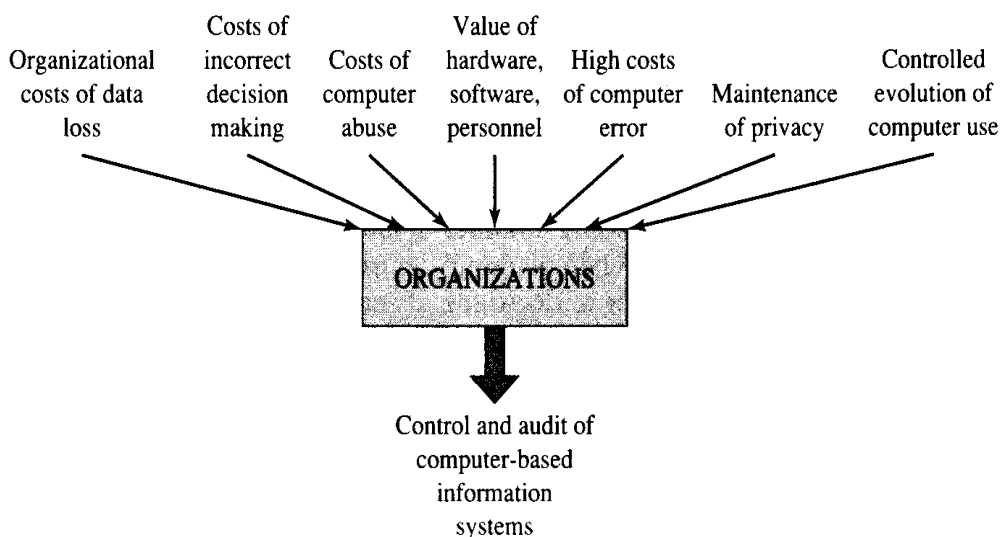 Organizational
costs of data
loss
Costs of
incorrect
decision
making
Costs of
computer
abuse
Value of
hardware,
software,
personnel
High costs
of computer
error
Maintenance
of privacy
Controlled
evolution of
computer use
ORGANIZATIONS
Control and audit of
computer-based
information
systems